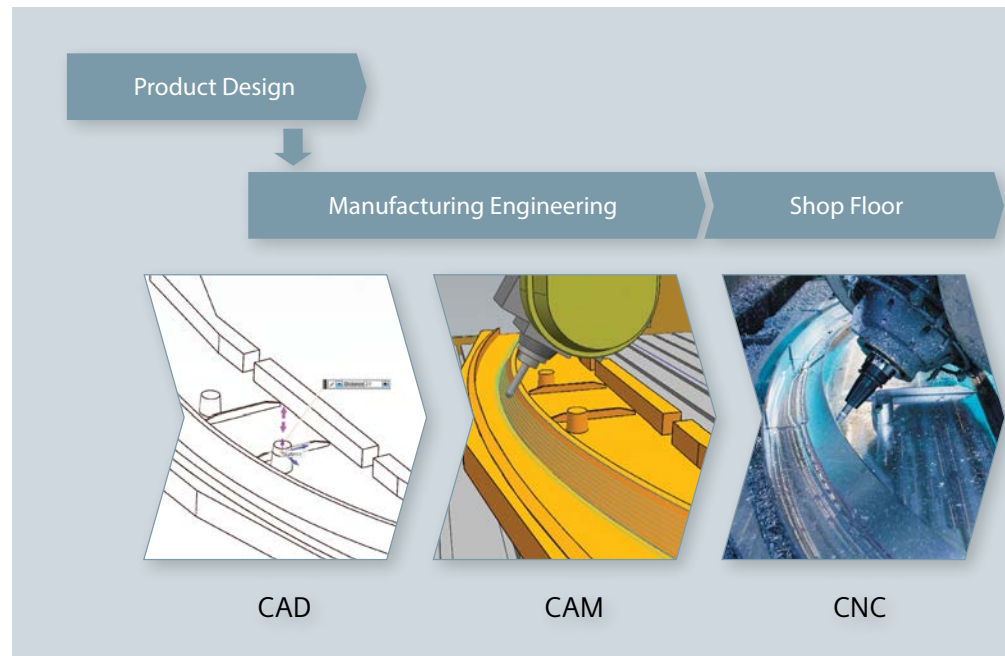 Product Design
Manufacturing Engineering
Shop Floor
CAD
CAM
CNC